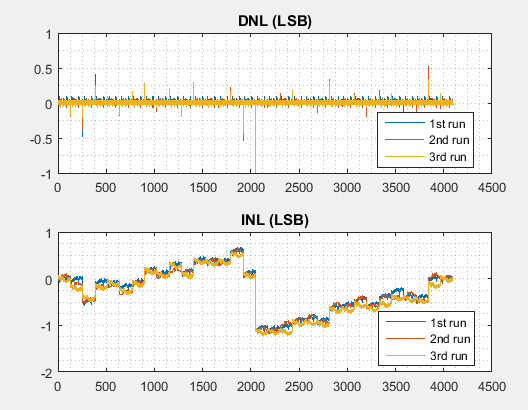 DNL (LSB)
1
0.5
0
-0.5
-1
1st run
2nd run
3rd run
0 500 1000 1500 2000 2500 3000 3500 4000 4500
INL (LSB)
1
0
-1
-2
1st run
2nd run
3rd run
0 500 1000 1500 2000 2500 3000 3500 4000 4500